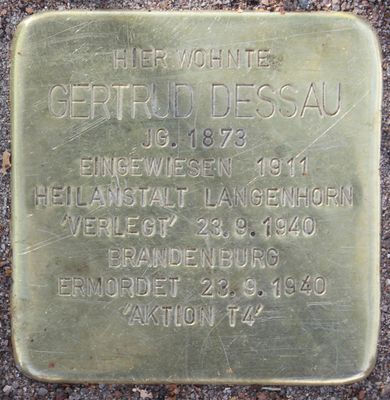 HIER WOHNTE
GERTRUD DESSAU
JG. 1873
EINGEWIESEN 1911
HEILANSTALT LANGENHORN
'VERLEGT' 23.9.1940
BRANDENBURG
ERMORDET 23.9.1940
'AKTION T4'